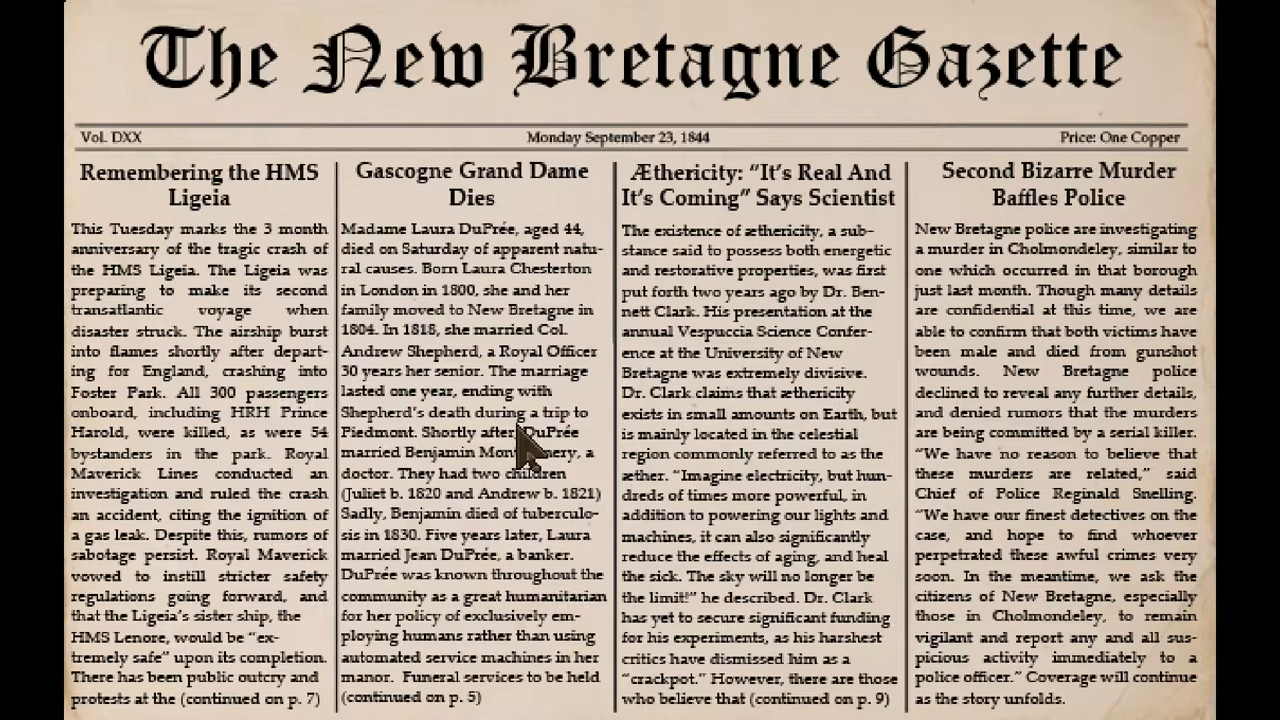 The New Bretagne Gazette
Vol. DXX
Monday September 23, 1844
Price: One Copper
Remembering the HMS
Ligeia
This Tuesday marks the 3 month
anniversary of the tragic crash of
the HMS Ligeia. The Ligeia was
preparing to make its second
transatlantic voyage when
disaster struck. The airship burst
into flames shortly after depart-
ing for England, crashing into
Foster Park. All 300 passengers
onboard, including HRH Prince
Harold, were killed, as were 54
bystanders in the park. Royal
Maverick Lines conducted an
investigation and ruled the crash
an accident, citing the ignition of
a gas leak. Despite this, rumors of
sabotage persist. Royal Maverick
vowed to instill stricter safety
regulations going forward, and
that the Ligeia's sister ship, the
HMS Lenore, would be "ex-
tremely safe" upon its completion.
There has been public outcry and
protests at the (continued on p. 7)
Gascogne Grand Dame
Dies
Madame Laura DuPrée, aged 44,
died on Saturday of apparent natu-
ral causes. Born Laura Chesterton
in London in 1800, she and her
family moved to New Bretagne in
1804. In 1818, she married Col.
Andrew Shepherd, a Royal Officer
30 years her senior. The marriage
lasted one year, ending with
Shepherd's death during a trip to
Piedmont. Shortly after, DuPrée
married Benjamin a
doctor. They had two children
(Juliet b. 1820 and Andrew b. 1821)
Sadly, Benjamin died of tuberculo-
sis in 1830. Five years later, Laura
married Jean DuPrée, a banker.
DuPrée was known throughout the
community as a great humanitarian
for her policy of exclusively em-
ploying humans rather than using
automated service machines in her
manor. Funeral services to be held
(continued on p. 5)
Æthericity: "It's Real And
It's Coming" Says Scientist
The existence of æthericity, a sub-
stance said to possess both energetic
and restorative properties, was first
put forth two years ago by Dr. Ben-
nett Clark. His presentation at the
annual Vespuccia Science Confer-
ence at the University of New
Bretagne was extremely divisive.
Dr. Clark claims that æthericity
exists in small amounts on Earth, but
is mainly located in the celestial
region commonly referred to as the
æther. "Imagine electricity, but hun-
dreds of times more powerful, in
addition to powering our lights and
machines, it can also significantly
reduce the effects of aging, and heal
the sick. The sky will no longer be
the limit!" he described. Dr. Clark
has yet to secure significant funding
for his experiments, as his harshest
critics have dismissed him as a
"crackpot." However, there are those
who believe that (continued on p. 9)
Second Bizarre Murder
Baffles Police
New Bretagne police are investigating
a murder in Cholmondeley, similar to
one which occurred in that borough
just last month. Though many details
are confidential at this time, we are
able to confirm that both victims have
been male and died from gunshot
wounds. New Bretagne police
declined to reveal any further details,
and denied rumors that the murders
are being committed by a serial killer.
"We have no reason to believe that
these murders are related," said
Chief of Police Reginald Snelling.
"We have our finest detectives on the
case, and hope to find whoever
perpetrated these awful crimes very
soon. In the meantime, we ask the
citizens of New Bretagne, especially
those in Cholmondeley, to remain
vigilant and report any and all sus-
picious activity immediately to a
police officer." Coverage will continue
as the story unfolds.